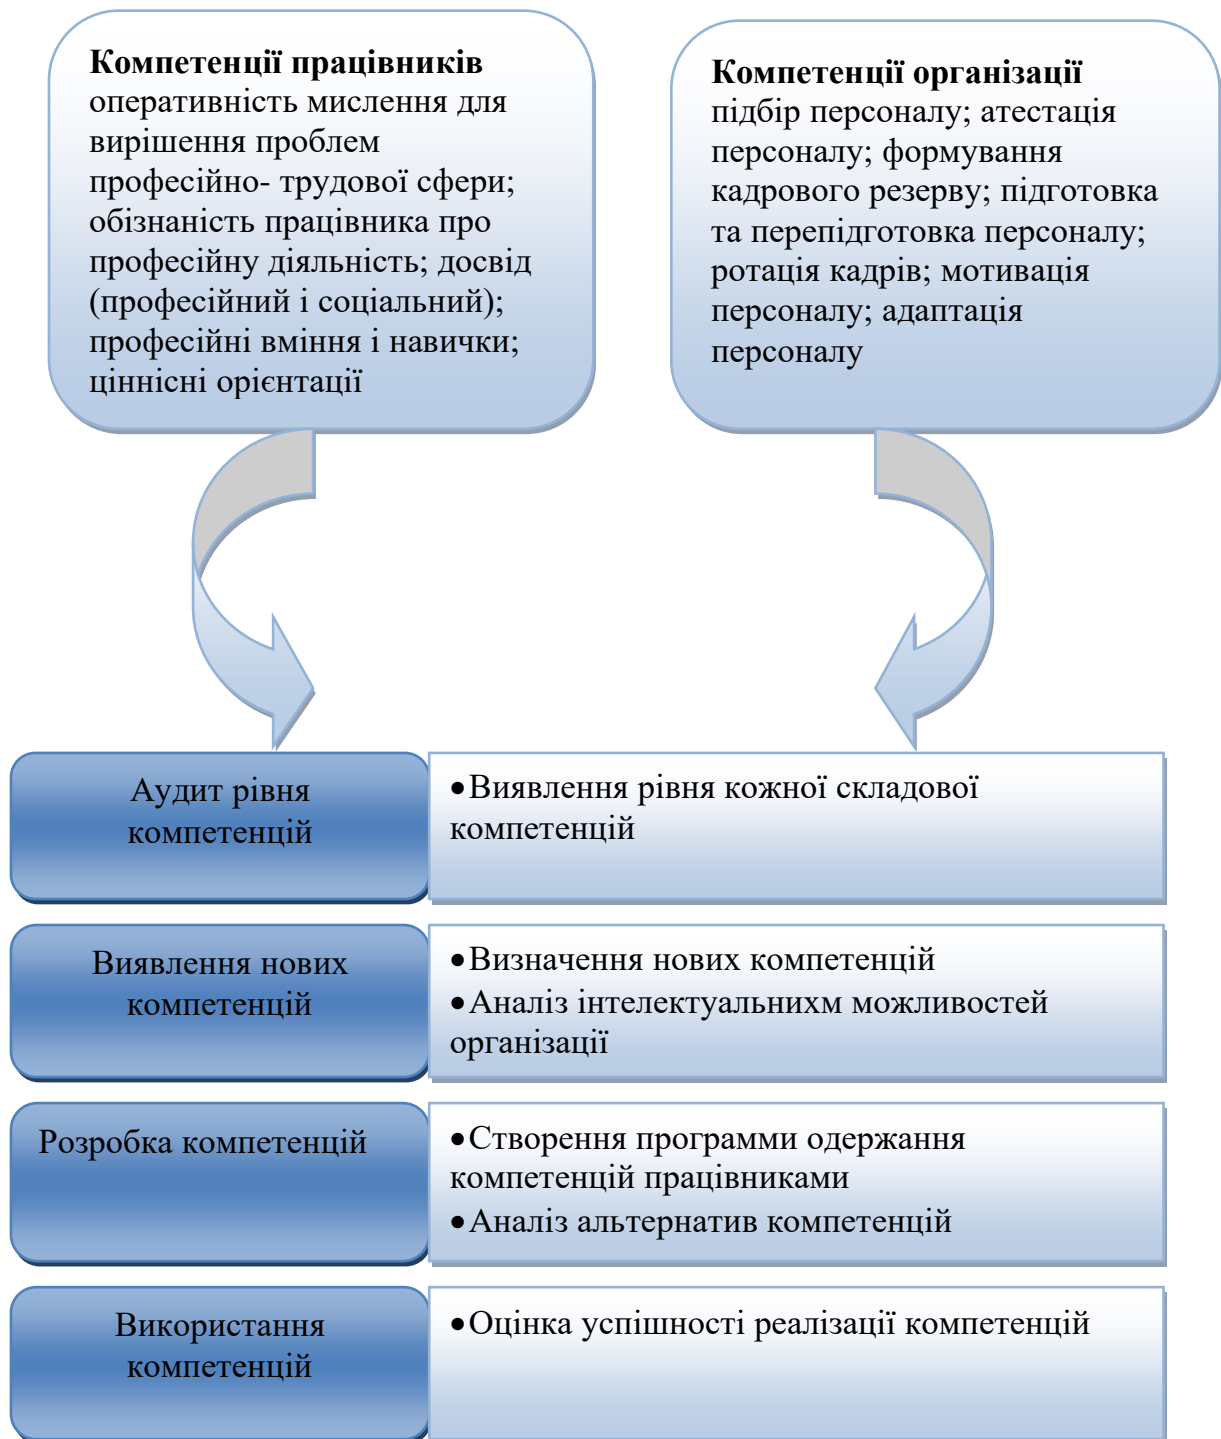 Компетенції працівників
оперативність мислення для
вирішення проблем
професійно- трудової сфери;
обізнаність працівника про
професійну діяльність; досвід
(професійний і соціальний);
професійні вміння і навички;
ціннісні орієнтації
Компетенції організації
підбір персоналу; атестація
персоналу; формування
кадрового резерву; підготовка
та перепідготовка персоналу;
ротація кадрів; мотивація
персоналу; адаптація
персоналу
Аудит рівня
компетенцій
•Виявлення рівня кожної складової
компетенцій
Виявлення нових
компетенцій
•Визначення нових компетенцій
•Аналіз інтелектуальнихм можливостей
організації
Розробка компетенцій
•Створення программи одержання
компетенцій працівниками
•Аналіз альтернатив компетенцій
Використання
компетенцій
•Оцінка успішності реалізації компетенцій